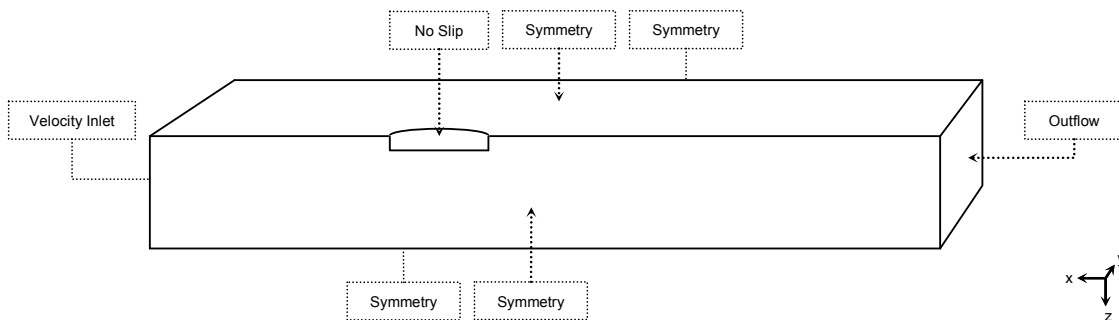 No Slip
Symmetry
Symmetry
Velocity Inlet
Outflow
Symmetry
Symmetry
x
y
z